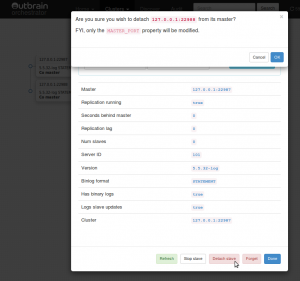 Outbrain
Are you sure you wish to detach 127.0.0.1:22988 from its master?
FYI, only the MASTER_PORT property will be modified.
Cancel OK
Master 127.0.0.1:22987
Replication running true
Seconds behind master 0
Replication lag 0
Num slaves 0
Server ID
Version 5.5.32-log
Binlog format STATEMENT
Has binary logs true
Logs slave updates true
Cluster 127.0.0.1:22987
Refresh Stop slave Detach slave Forget Done